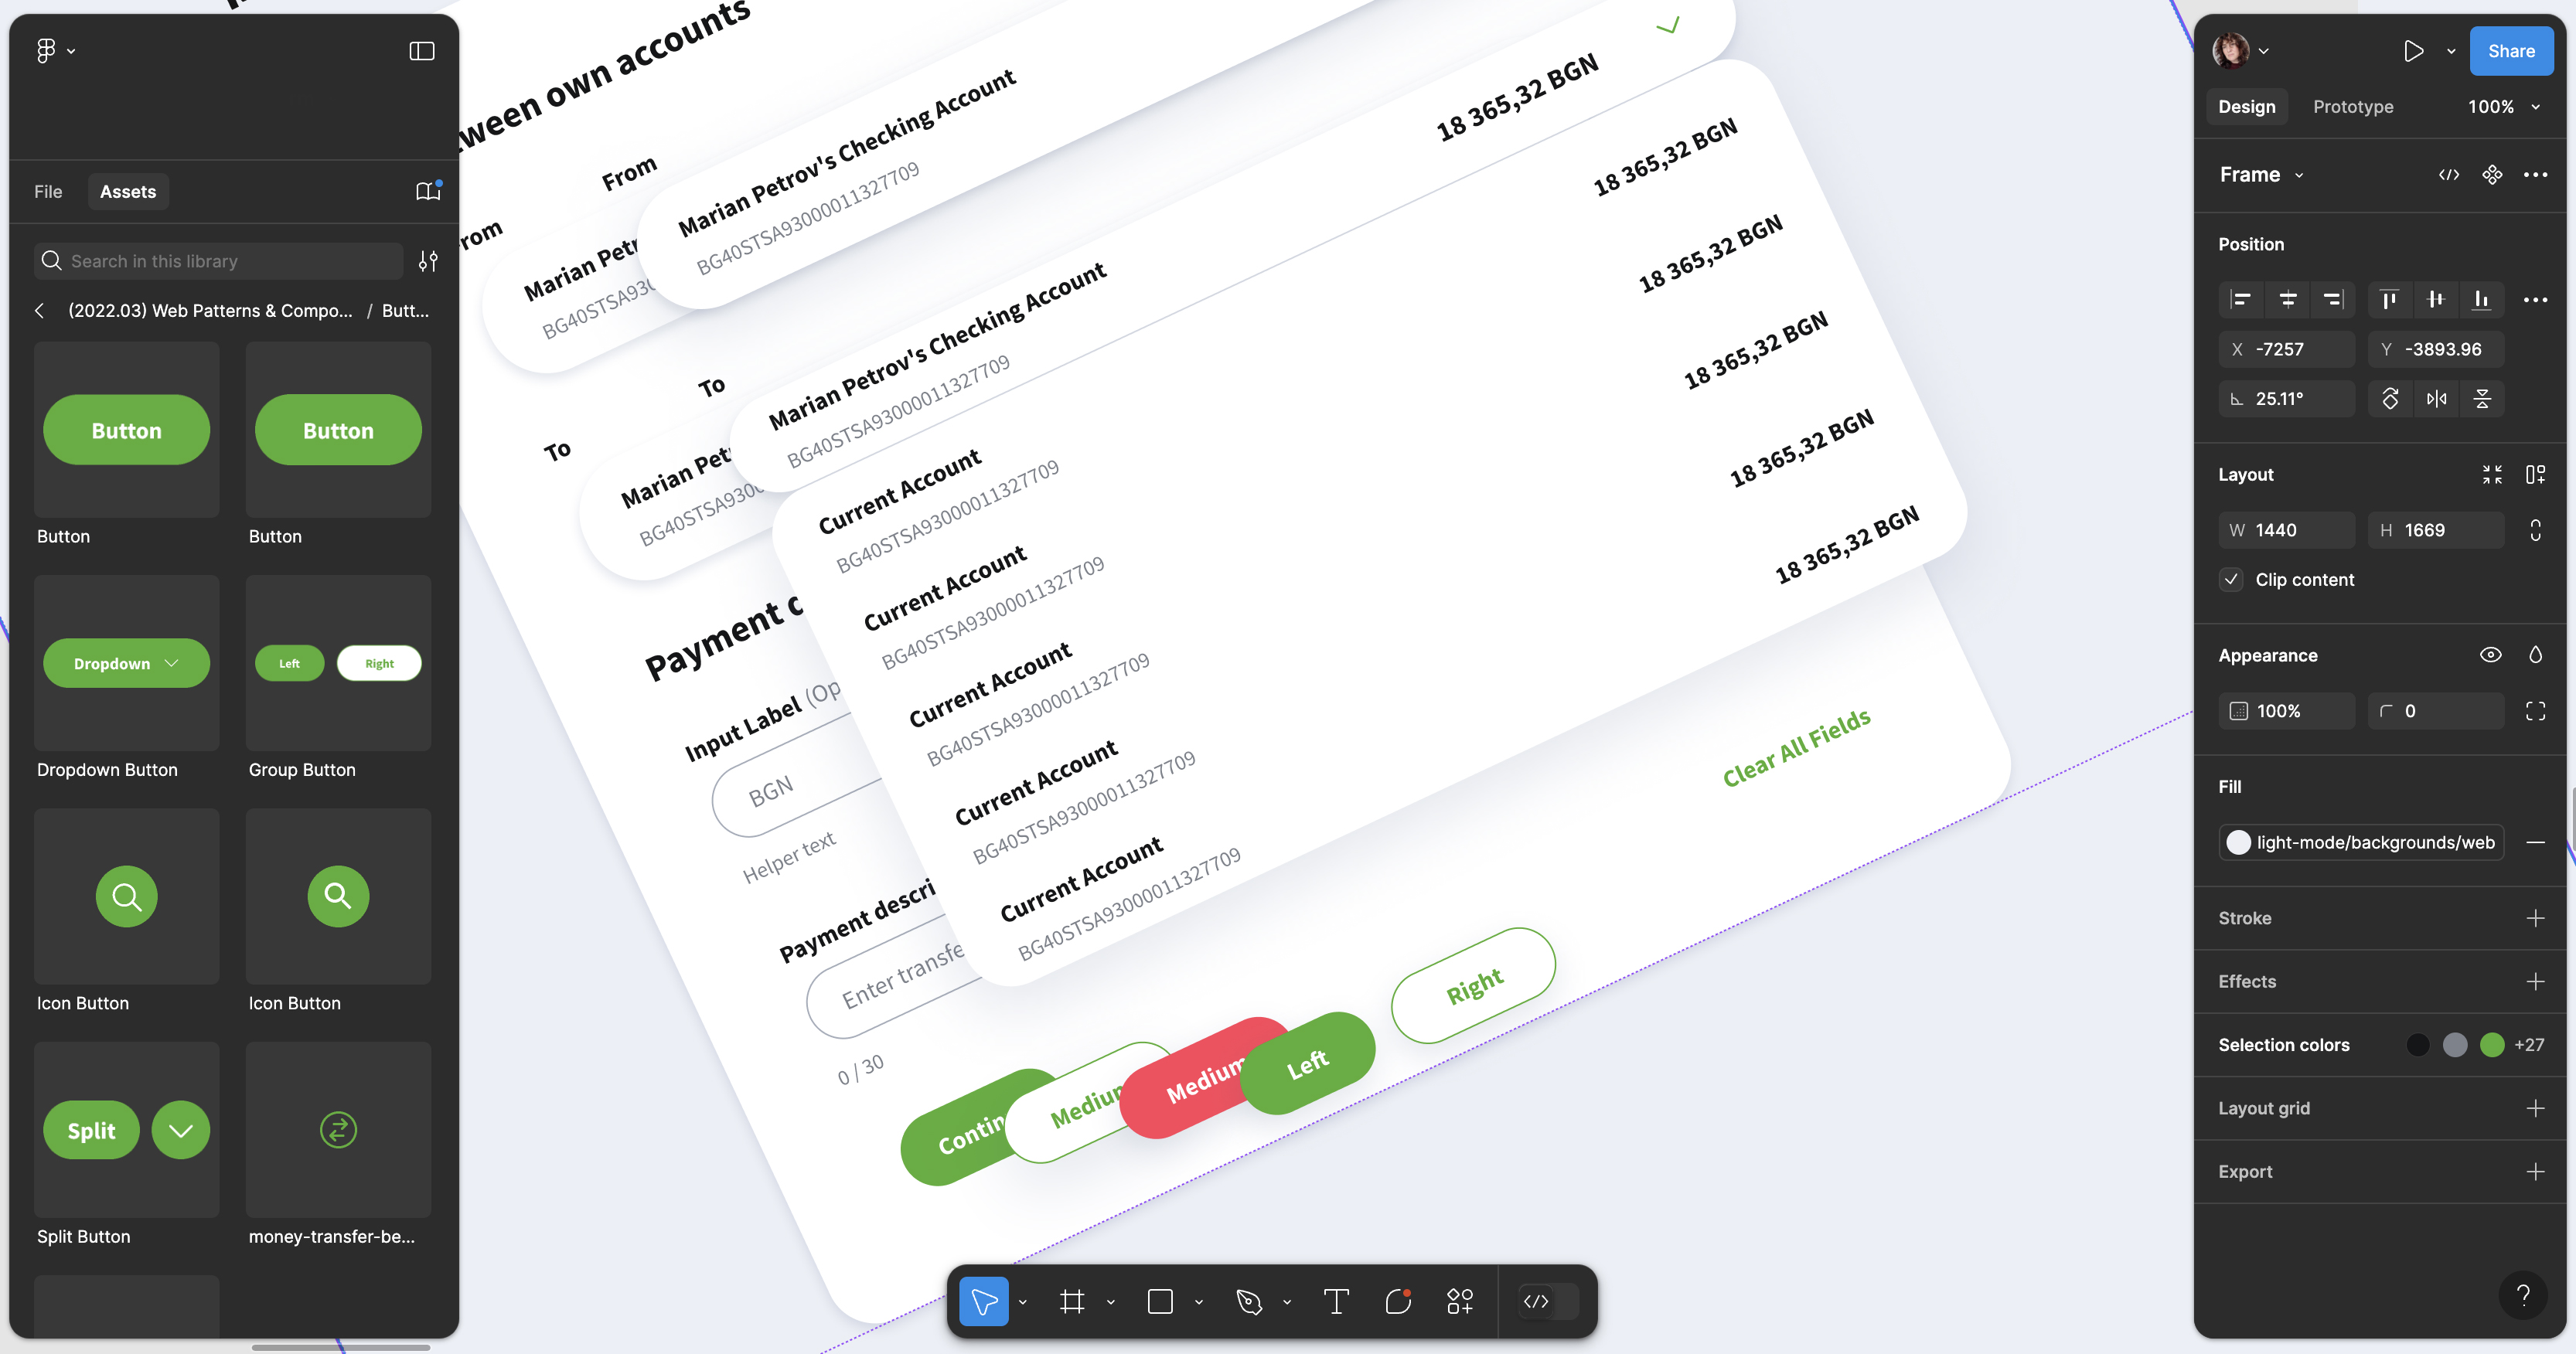 File
Assets
Search in this library
(2022.03) Web Patterns & Compo... / Butt...
Button
Button
Button
Button
Dropdown
Left
Right
Dropdown Button
Group Button
Icon Button
Icon Button
Split
Split Button
money-transfer-be...
tween own accounts
From
Marian Petrov's Checking Account
BG40STSA93000011327709
rom
Marian Petr
BG40STSA930
18 365,32 BGN
To
Marian Petrov's Checking Account
BG40STSA93000011327709
To
Marian Pet
BG40STSA9300
Current Account
BG40STSA93000011327709
18 365,32 BGN
Current Account
BG40STSA93000011327709
18 365,32 BGN
Current Account
BG40STSA93000011327709
18 365,32 BGN
Current Account
BG40STSA93000011327709
18 365,32 BGN
Current Account
BG40STSA93000011327709
18 365,32 BGN
Payment c
Input Label (Op
BGN
Helper text
Payment descri
Enter transfe
0 / 30
Clear All Fields
Contin
Medium
Medium
Left
Right
Share
Design
Prototype
100%
Frame
Position
X -7257
Y -3893.96
25.11°
Layout
W 1440
H 1669
Clip content
Appearance
100%
0
Fill
light-mode/backgrounds/web
Stroke
Effects
Selection colors
+27
Layout grid
Export
?